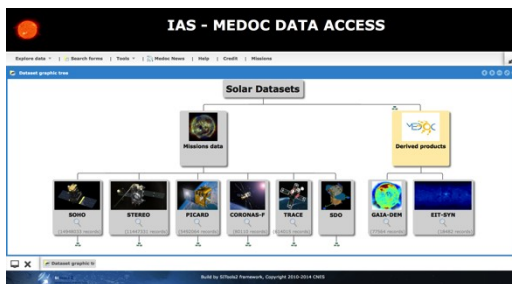 IAS - MEDOC DATA ACCESS
Explore data | Search forms | Tools | Medoc News | Help | Credit | Missions
Dataset graphic tree
Solar Datasets
Missions data
MEDOC
Derived products
SOHO
STEREO
PICARD
CORONAS-F
TRACE
SDO
GAIA-DEM
EIT-SYN
Dataset graphic tr
Build by SITools2 Framework, Copyright 2010-2014 CNES